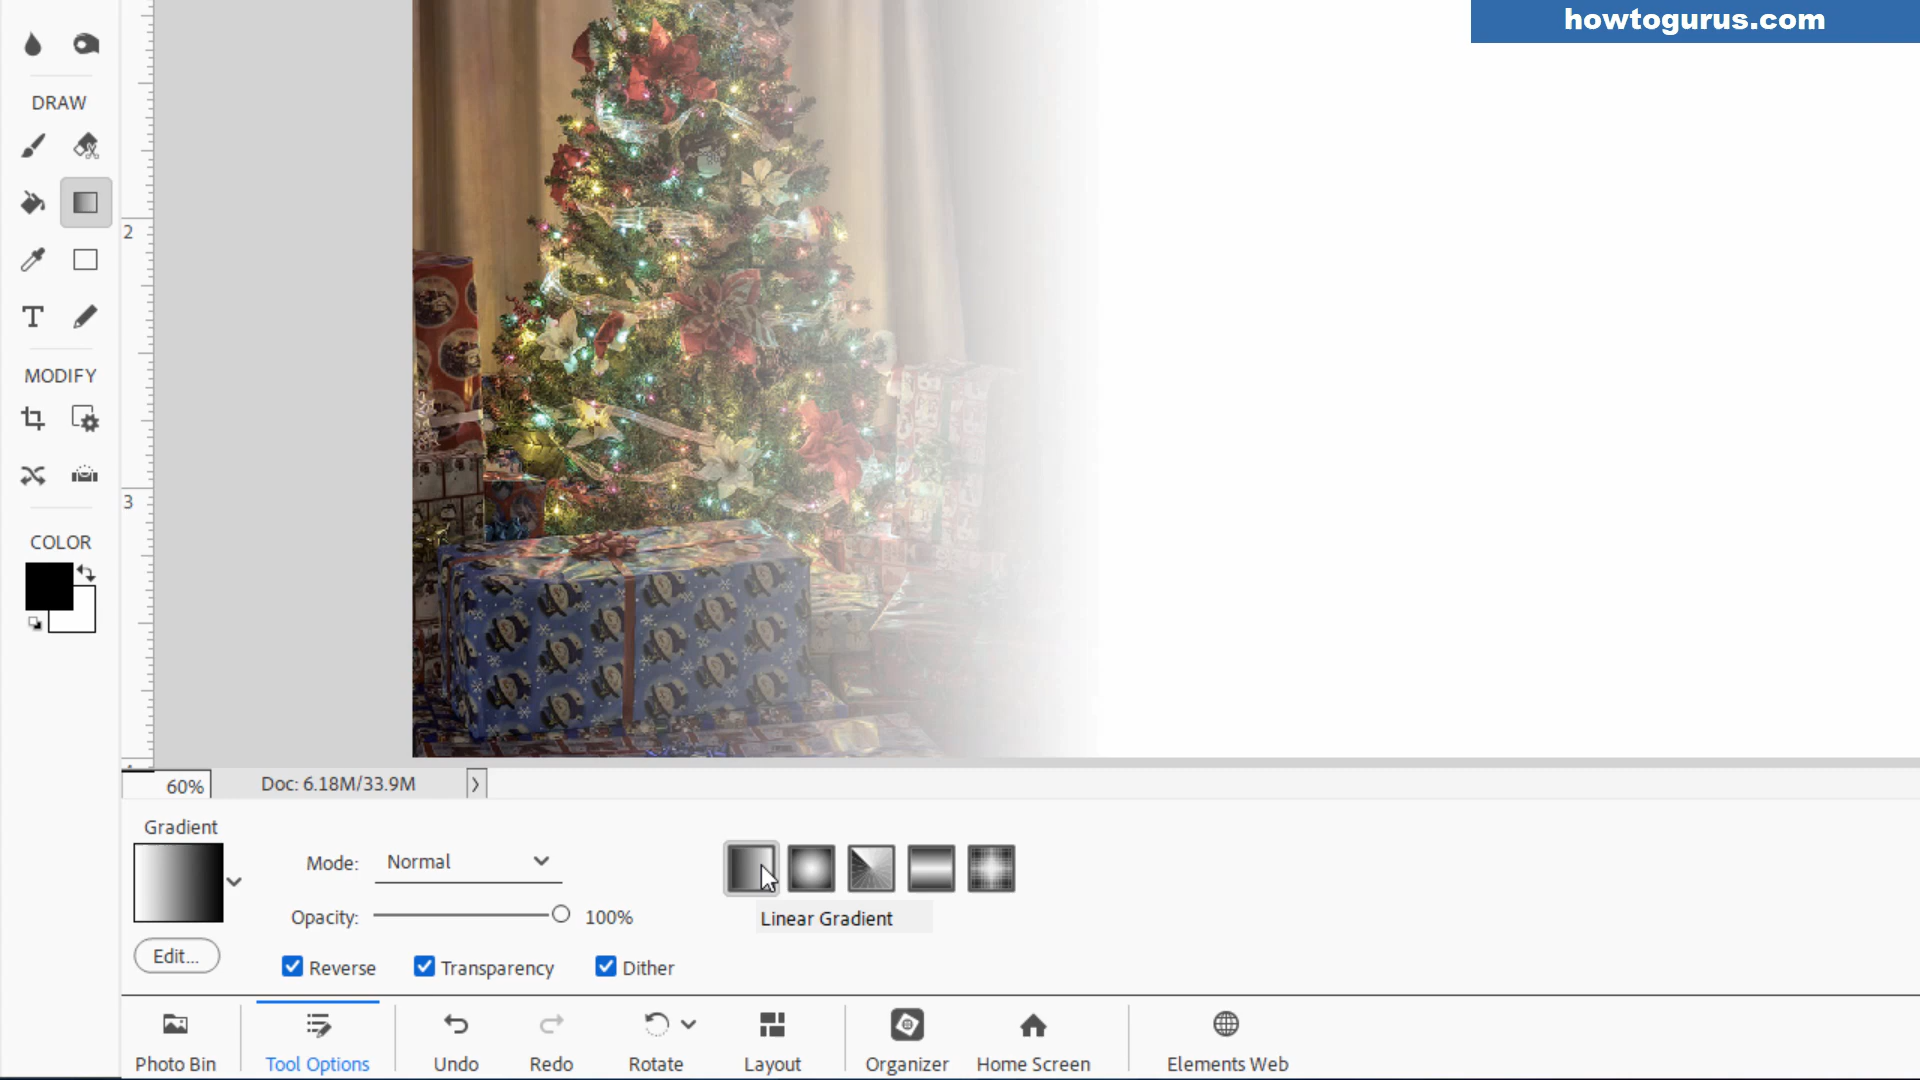 howtogurus.com
DRAW
2
T
MODIFY
3
COLOR
60%
Doc: 6.18M/33.9M
Gradient
Mode: Normal
Opacity: 100%
Linear Gradient
Edit...
Reverse
Transparency
Dither
Photo Bin
Tool Options
Undo
Redo
Rotate
Layout
Organizer
Home Screen
Elements Web